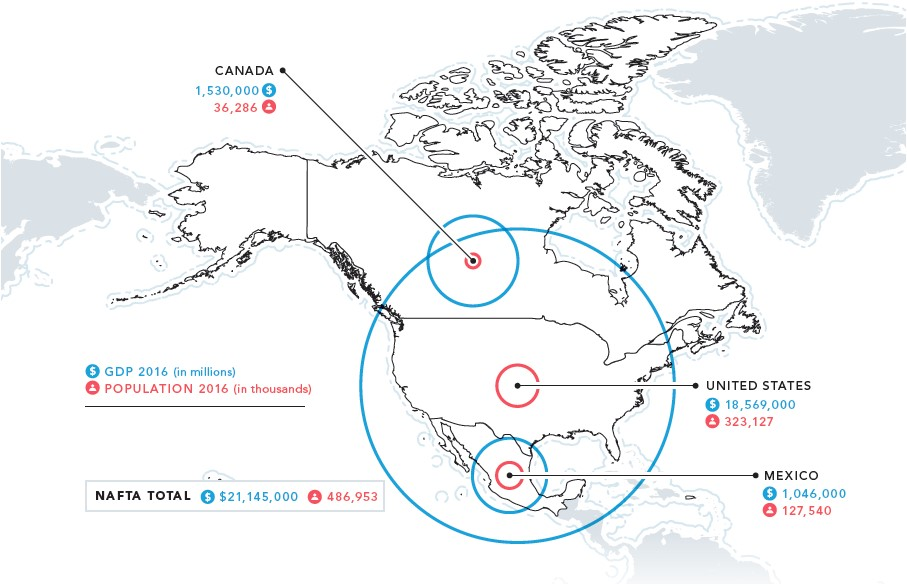 CANADA
1,530,000 $
36,286
GDP 2016 (in millions)
POPULATION 2016 (in thousands)
UNITED STATES
$ 18,569,000
323,127
MEXICO
$ 1,046,000
127,540
NAFTA TOTAL $ $21,145,000 486,953